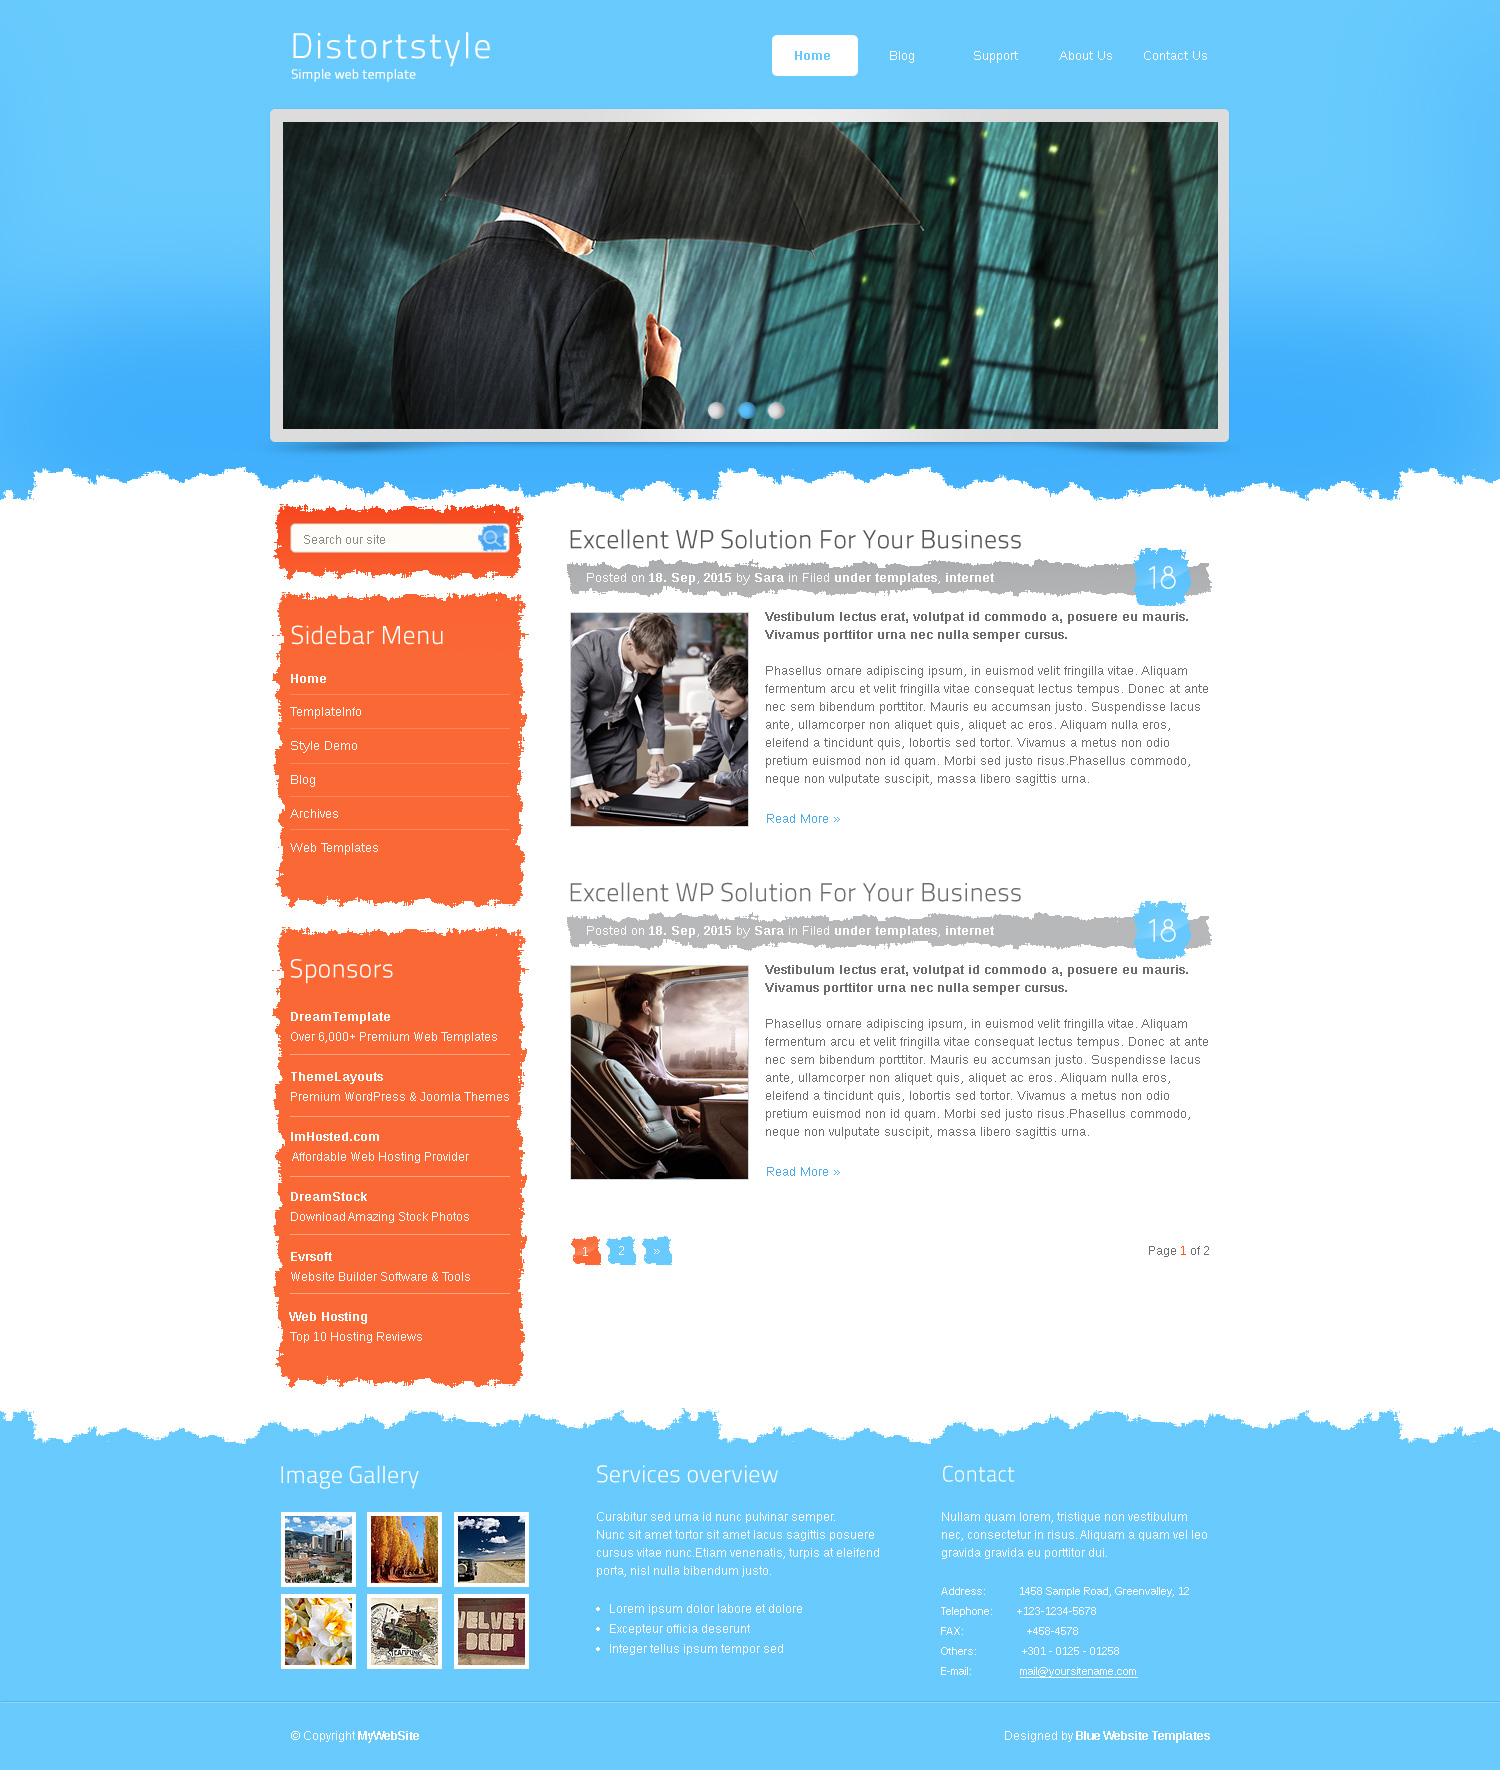 Distortstyle
Simple web template
Home
Blog
Support
About Us
Contact Us
Search our site
Sidebar Menu
Home
TemplateInfo
Style Demo
Blog
Archives
Web Templates
Sponsors
DreamTemplate
Over 6,000+ Premium Web Templates
ThemeLayouts
Premium WordPress & Joomla Themes
ImHosted.com
Affordable Web Hosting Provider
DreamStock
Download Amazing Stock Photos
Evrsoft
Website Builder Software & Tools
Web Hosting
Top 10 Hosting Reviews
Excellent WP Solution For Your Business
Posted on 18. Sep, 2015 by Sara in Filed under templates, internet
18
Vestibulum lectus erat, volutpat id commodo a, posuere eu mauris.
Vivamus porttitor urna nec nulla semper cursus.
Phasellus ornare adipiscing ipsum, in euismod velit fringilla vitae. Aliquam
fermentum arcu et velit fringilla vitae consequat lectus tempus. Donec at ante
nec sem bibendum porttitor. Mauris eu accumsan justo. Suspendisse lacus
ante, ullamcorper non aliquet quis, aliquet ac eros. Aliquam nulla eros,
eleifend a tincidunt quis, lobortis sed tortor. Vivamus a metus non odio
pretium euismod non id quam. Morbi sed justo risus.Phasellus commodo,
neque non vulputate suscipit, massa libero sagittis urna.
Read More »
Excellent WP Solution For Your Business
Posted on 18. Sep, 2015 by Sara in Filed under templates, internet
18
Vestibulum lectus erat, volutpat id commodo a, posuere eu mauris.
Vivamus porttitor urna nec nulla semper cursus.
Phasellus ornare adipiscing ipsum, in euismod velit fringilla vitae. Aliquam
fermentum arcu et velit fringilla vitae consequat lectus tempus. Donec at ante
nec sem bibendum porttitor. Mauris eu accumsan justo. Suspendisse lacus
ante, ullamcorper non aliquet quis, aliquet ac eros. Aliquam nulla eros,
eleifend a tincidunt quis, lobortis sed tortor. Vivamus a metus non odio
pretium euismod non id quam. Morbi sed justo risus.Phasellus commodo,
neque non vulputate suscipit, massa libero sagittis urna.
Read More »
1 2 »
Page 1 of 2
Image Gallery
STEAMPUNK
VELVET
DROP
Services overview
Curabitur sed urna id nunc pulvinar semper.
Nunc sit amet tortor sit amet lacus sagittis posuere
cursus vitae nunc.Etiam venenatis, turpis at eleifend
porta, nisl nulla bibendum justo.
Lorem ipsum dolor labore et dolore
Excepteur officia deserunt
Integer tellus ipsum tempor sed
Contact
Nullam quam lorem, tristique non vestibulum
nec, consectetur in risus.Aliquam a quam vel leo
gravida gravida eu porttitor dui.
Address: 1458 Sample Road, Greenvalley, 12
Telephone: +123-1234-5678
FAX: +458-4578
Others: +301 - 0125 - 01258
E-mail: mail@yoursitename.com
© Copyright MyWebSite
Designed by Blue Website Templates